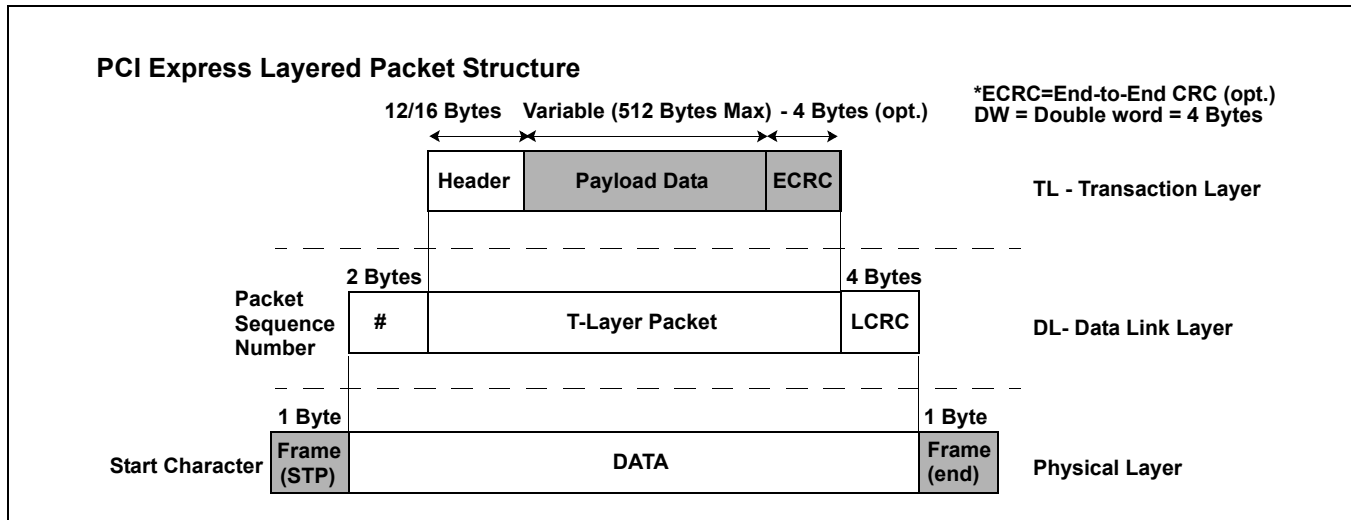 PCI Express Layered Packet Structure
*ECRC=End-to-End CRC (opt.)
DW = Double word = 4 Bytes
12/16 Bytes Variable (512 Bytes Max) - 4 Bytes (opt.)
Header Payload Data ECRC
TL - Transaction Layer
2 Bytes 4 Bytes
Packet
Sequence
Number
# T-Layer Packet LCRC
DL- Data Link Layer
1 Byte 1 Byte
Start Character
Frame
(STP)
DATA
Frame
(end)
Physical Layer